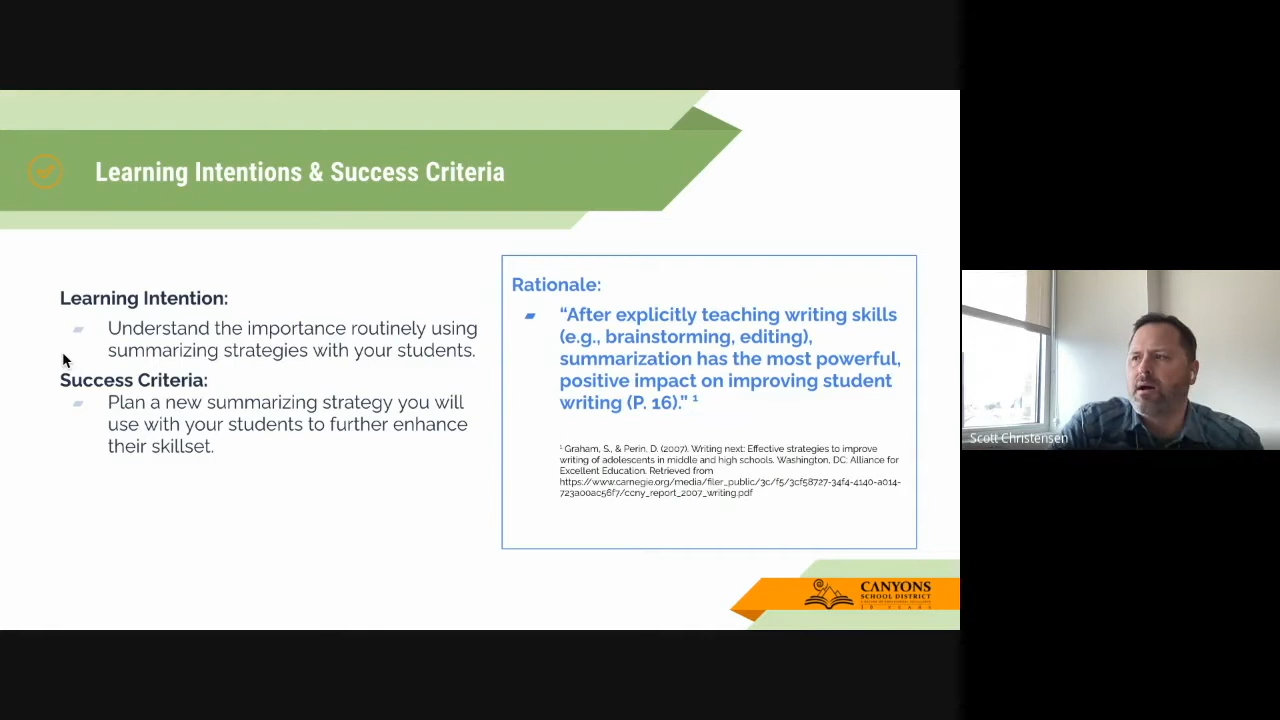 Learning Intentions & Success Criteria
Learning Intention:
Understand the importance routinely using
summarizing strategies with your students.
Success Criteria:
Plan a new summarizing strategy you will
use with your students to further enhance
their skillset.
Rationale:
“After explicitly teaching writing skills
(e.g., brainstorming, editing),
summarization has the most powerful,
positive impact on improving student
writing (P. 16).” ¹
¹ Graham, S., & Perin, D. (2007). Writing next: Effective strategies to improve
writing of adolescents in middle and high schools. Washington, DC: Alliance for
Excellent Education. Retrieved from
https://www.carnegie.org/media/filer_public/3c/f5/3cf58727-34f4-4140-a014-
723a00ac56f7/ccny_report_2007_writing.pdf
CANYONS
SCHOOL DISTRICT
Scott Christensen